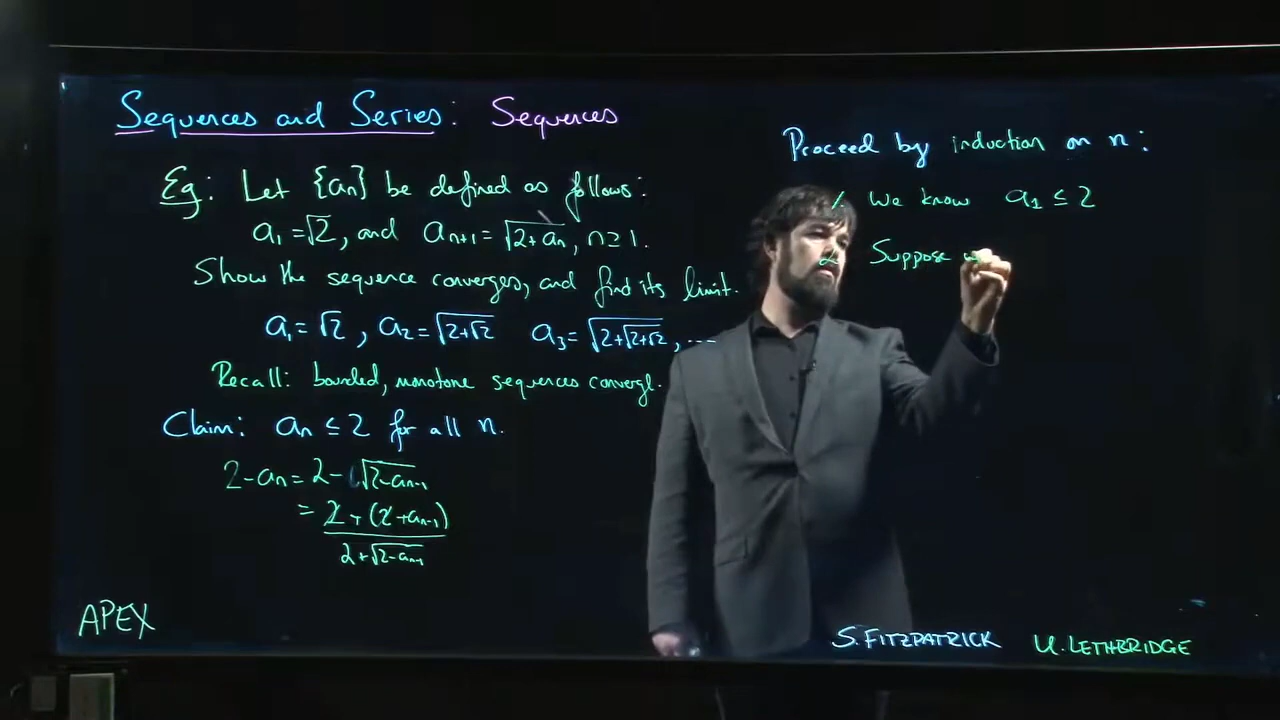 Sequences and Series: Sequences
Eg: Let {an} be defined as follows:
a₁ = √2, and aₙ₊₁ = √(2+aₙ), n ≥ 1.
Show the sequence converges, and find its limit.
a₁ = √2, a₂ = √(2+√2) a₃ = √(2+√(2+√2)), ...
Recall: bounded, monotone sequences converge.
Claim: aₙ ≤ 2 for all n.
2-aₙ = 2-√(2-aₙ₋₁)
= 2+(2+aₙ₋₁)
2+√(2-aₙ₋₁)
APEX
Proceed by induction on n:
1. We know a₁ ≤ 2
2. Suppose
S. FITZPATRICK U. LETHBRIDGE